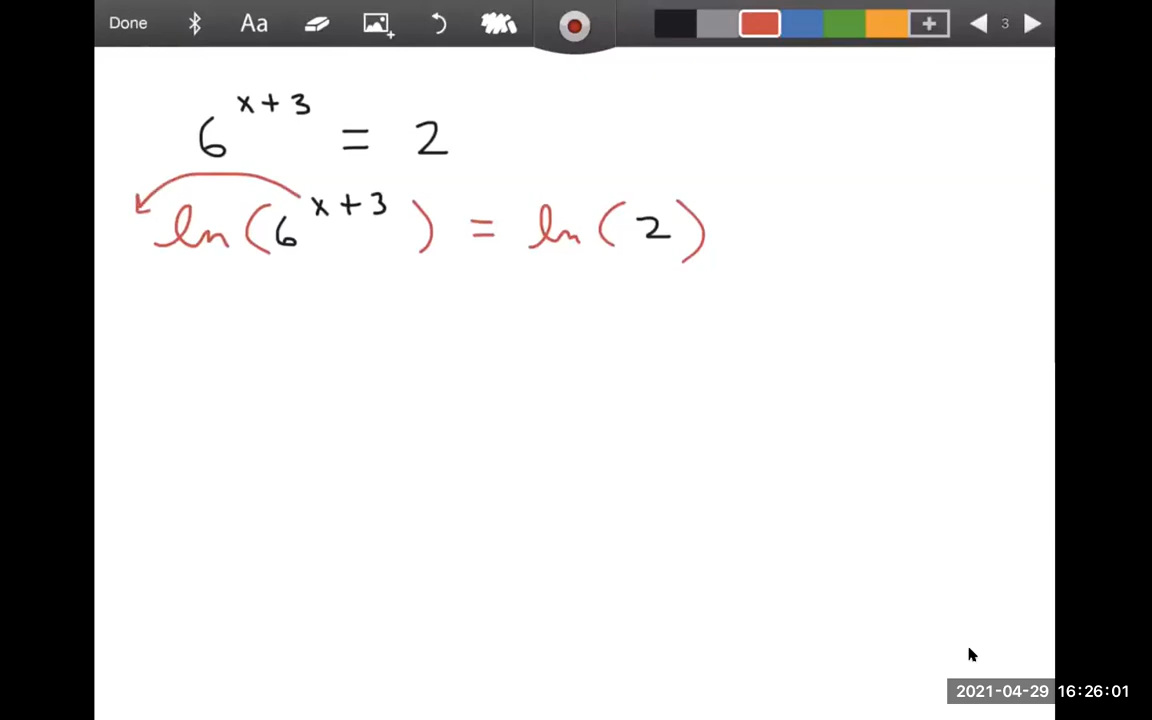 Done Aa 3
6^{x+3} = 2
ln(6^{x+3}) = ln(2)
2021-04-29 16:26:01